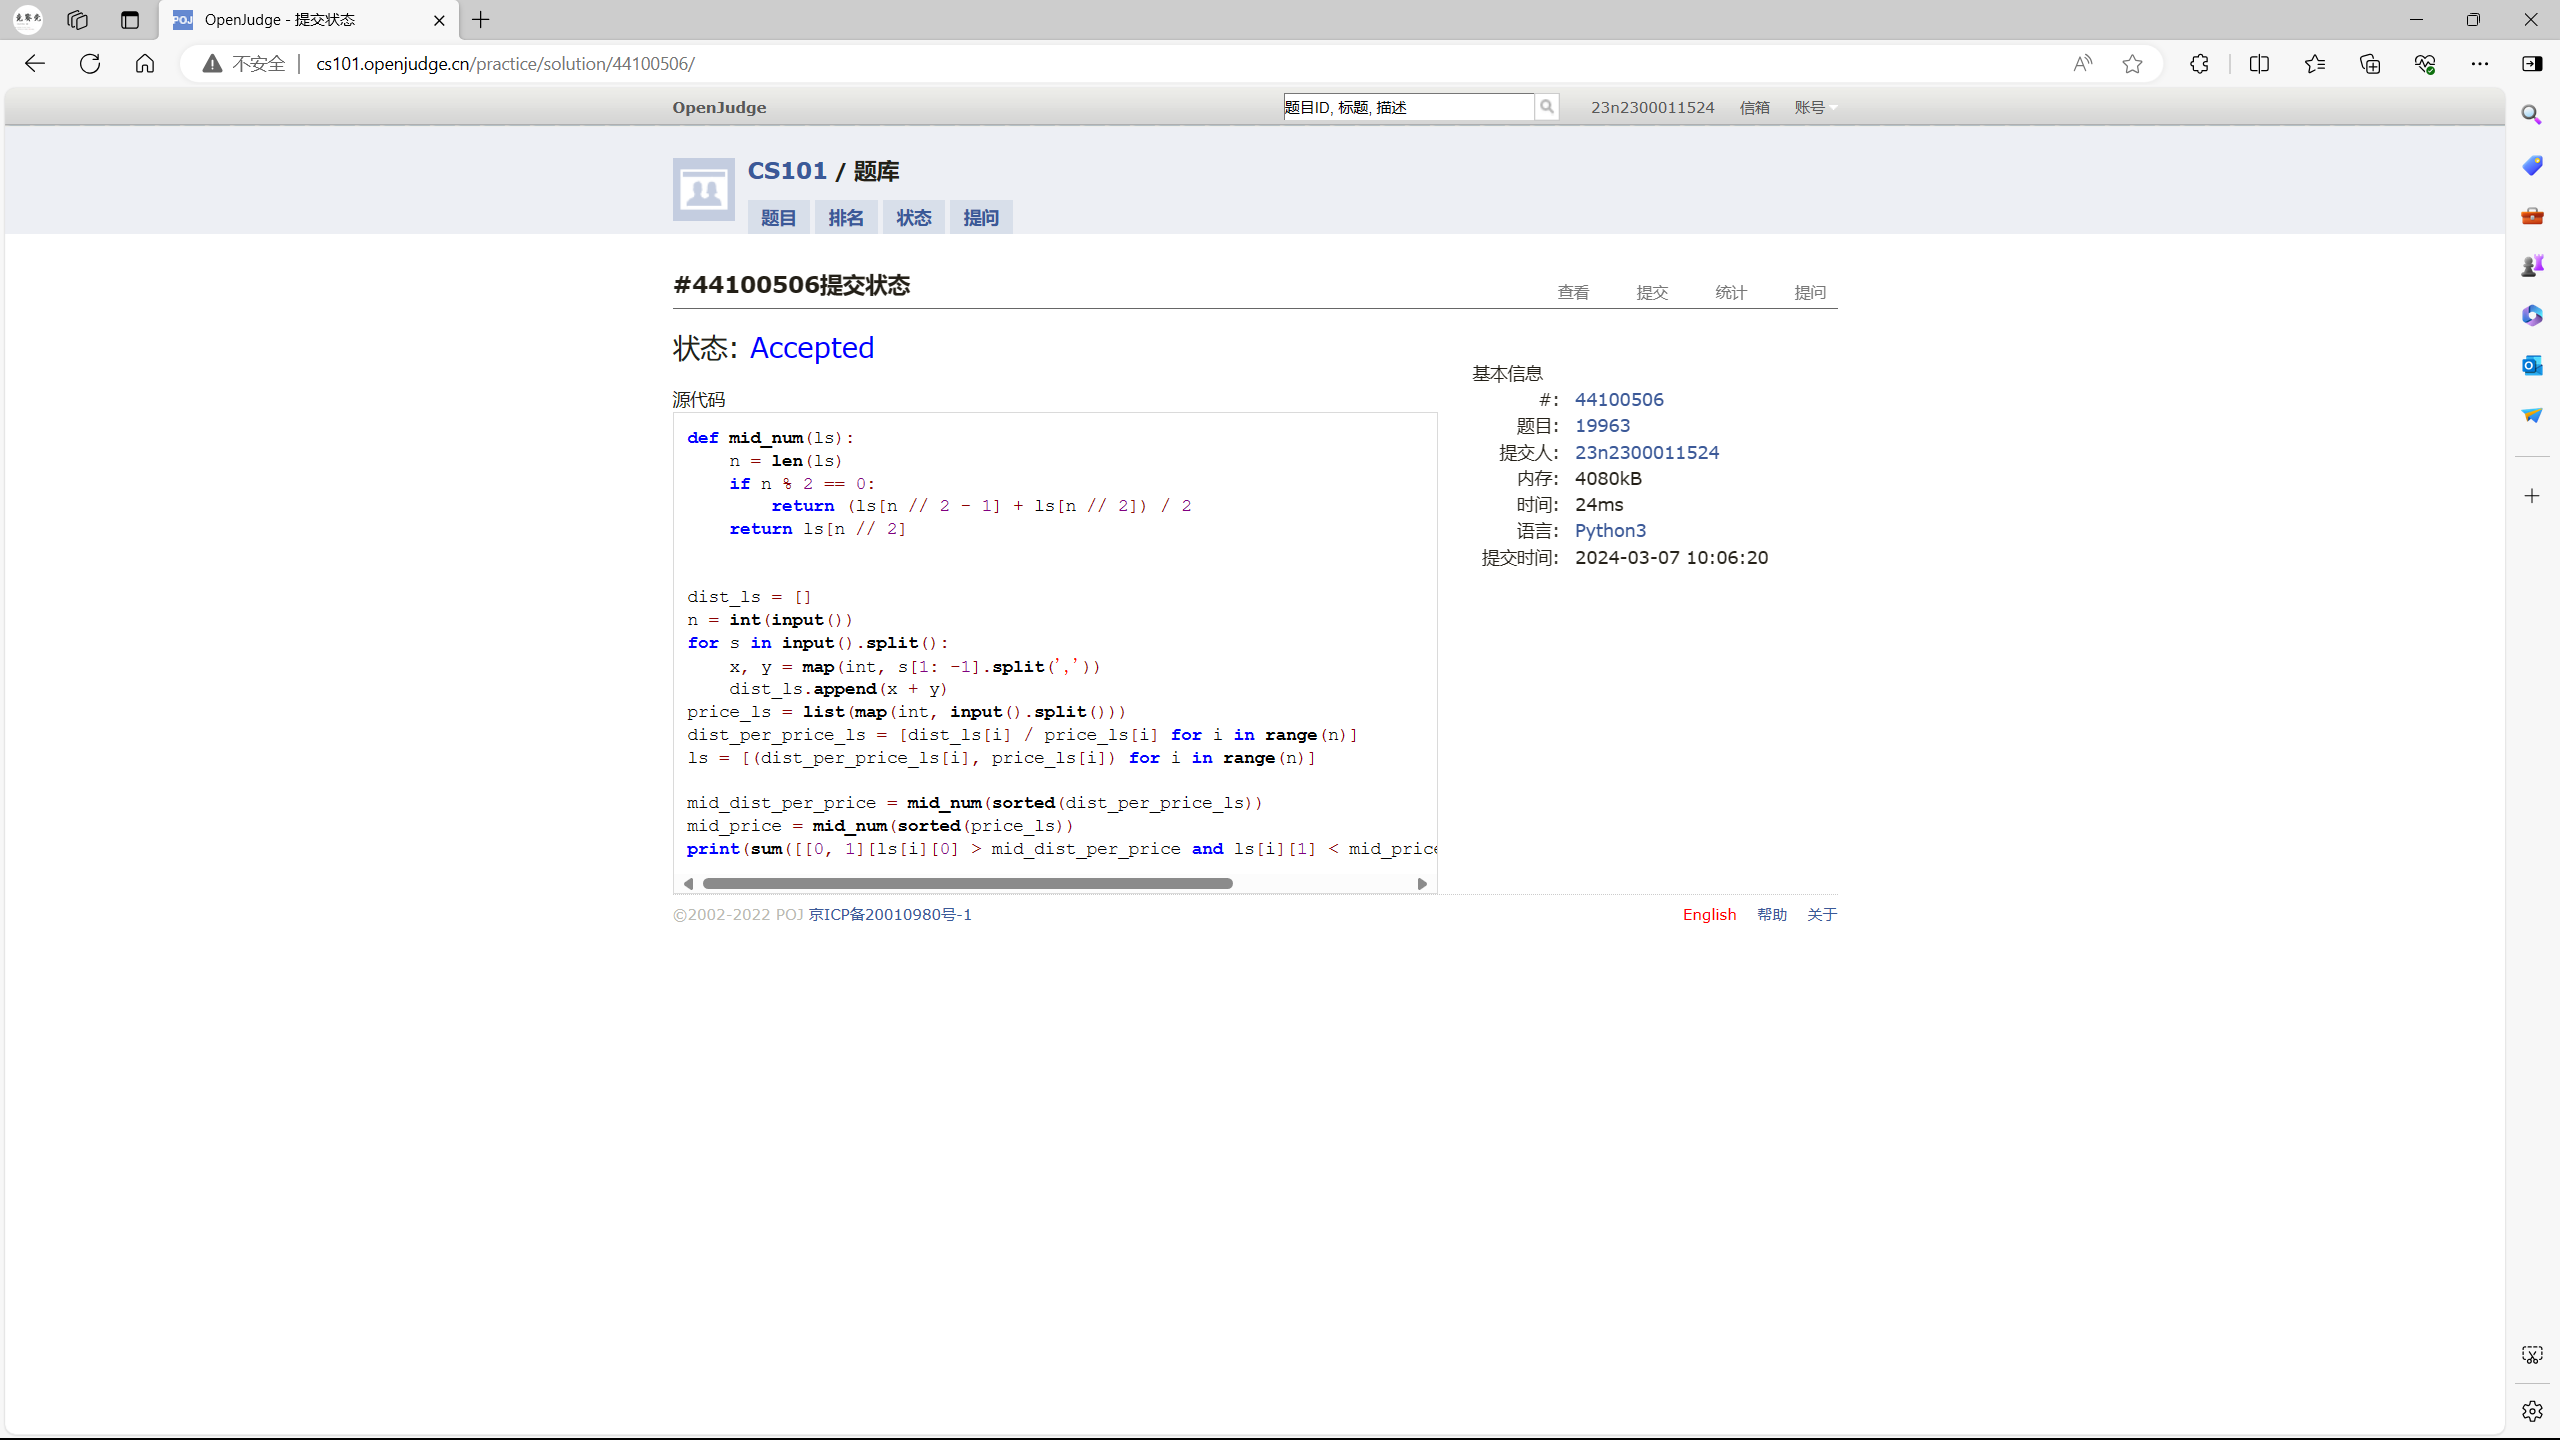 OpenJudge - 提交状态
不安全 | cs101.openjudge.cn/practice/solution/44100506/
OpenJudge
题目ID, 标题, 描述
23n2300011524 信箱 账号
CS101 / 题库
题目 排名 状态 提问
#44100506提交状态
查看 提交 统计 提问
状态: Accepted
源代码
def mid_num(ls):
    n = len(ls)
    if n % 2 == 0:
        return (ls[n // 2 - 1] + ls[n // 2]) / 2
    return ls[n // 2]
dist_ls = []
n = int(input())
for s in input().split():
    x, y = map(int, s[1: -1].split(','))
    dist_ls.append(x + y)
price_ls = list(map(int, input().split()))
dist_per_price_ls = [dist_ls[i] / price_ls[i] for i in range(n)]
ls = [(dist_per_price_ls[i], price_ls[i]) for i in range(n)]
mid_dist_per_price = mid_num(sorted(dist_per_price_ls))
mid_price = mid_num(sorted(price_ls))
print(sum([[0, 1][ls[i][0] > mid_dist_per_price and ls[i][1] < mid_price
基本信息
#: 44100506
题目: 19963
提交人: 23n2300011524
内存: 4080kB
时间: 24ms
语言: Python3
提交时间: 2024-03-07 10:06:20
©2002-2022 POJ 京ICP备20010980号-1
English 帮助 关于